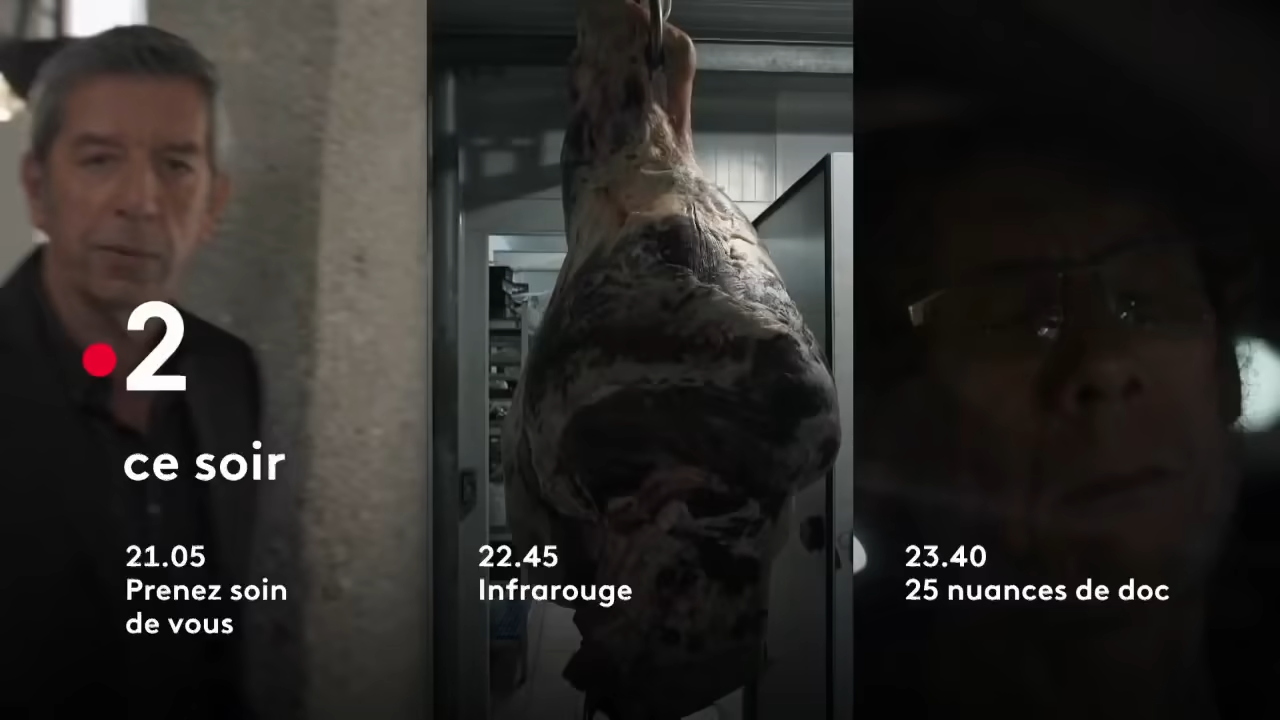 2
ce soir
21.05
Prenez soin
de vous
22.45
Infrarouge
23.40
25 nuances de doc